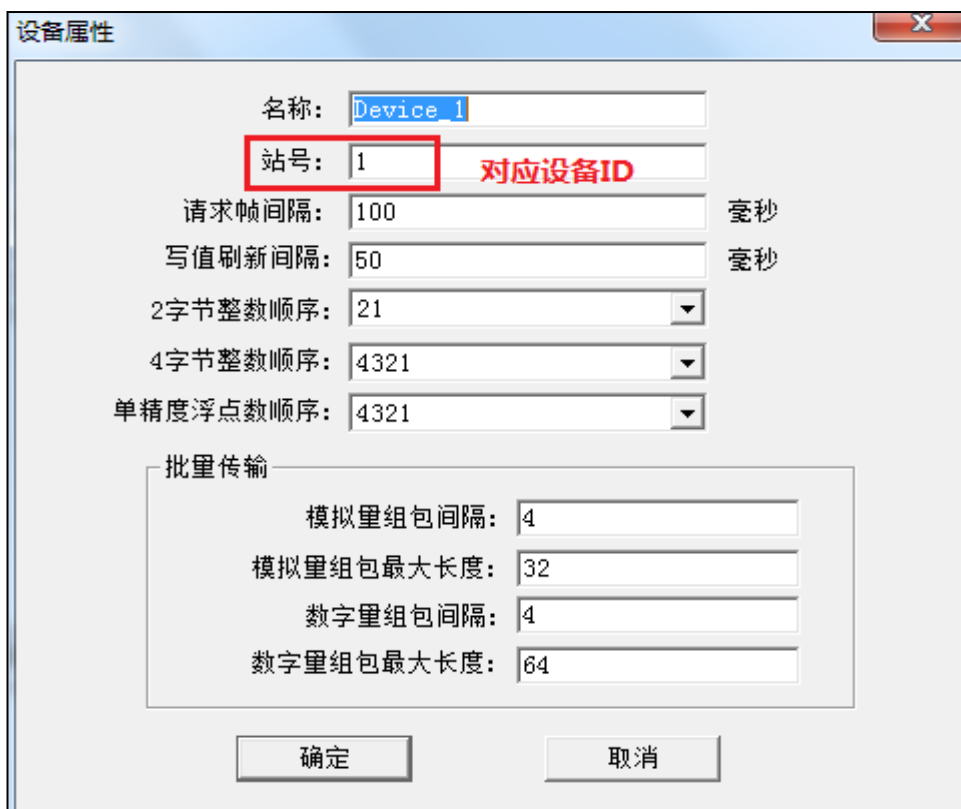 设备属性
名称: Device_1
站号: 1 对应设备ID
请求帧间隔: 100 毫秒
写值刷新间隔: 50 毫秒
2字节整数顺序: 21
4字节整数顺序: 4321
单精度浮点数顺序: 4321
批量传输
模拟量组包间隔: 4
模拟量组包最大长度: 32
数字量组包间隔: 4
数字量组包最大长度: 64
确定 取消